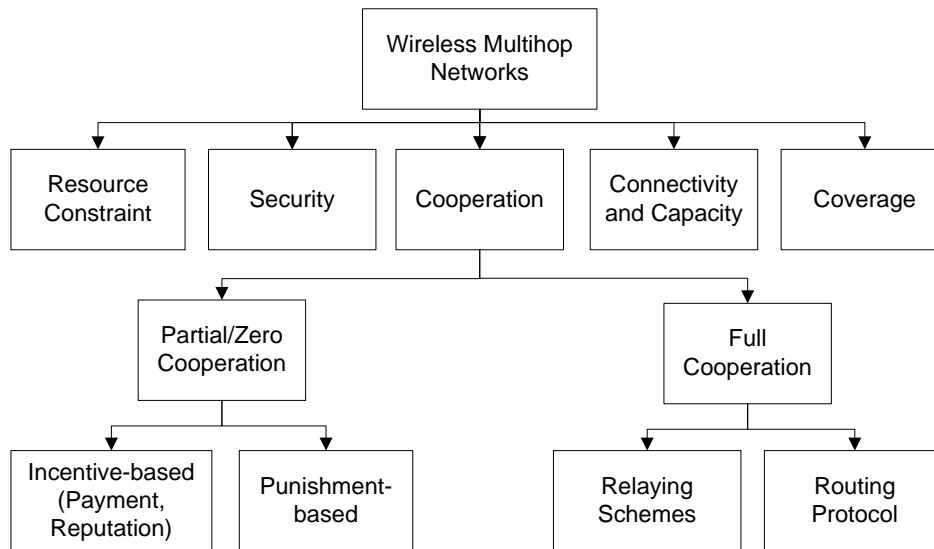 Wireless Multihop
Networks
Resource
Constraint
Security
Cooperation
Connectivity
and Capacity
Coverage
Partial/Zero
Cooperation
Full
Cooperation
Incentive-based
(Payment,
Reputation)
Punishment-
based
Relaying
Schemes
Routing
Protocol